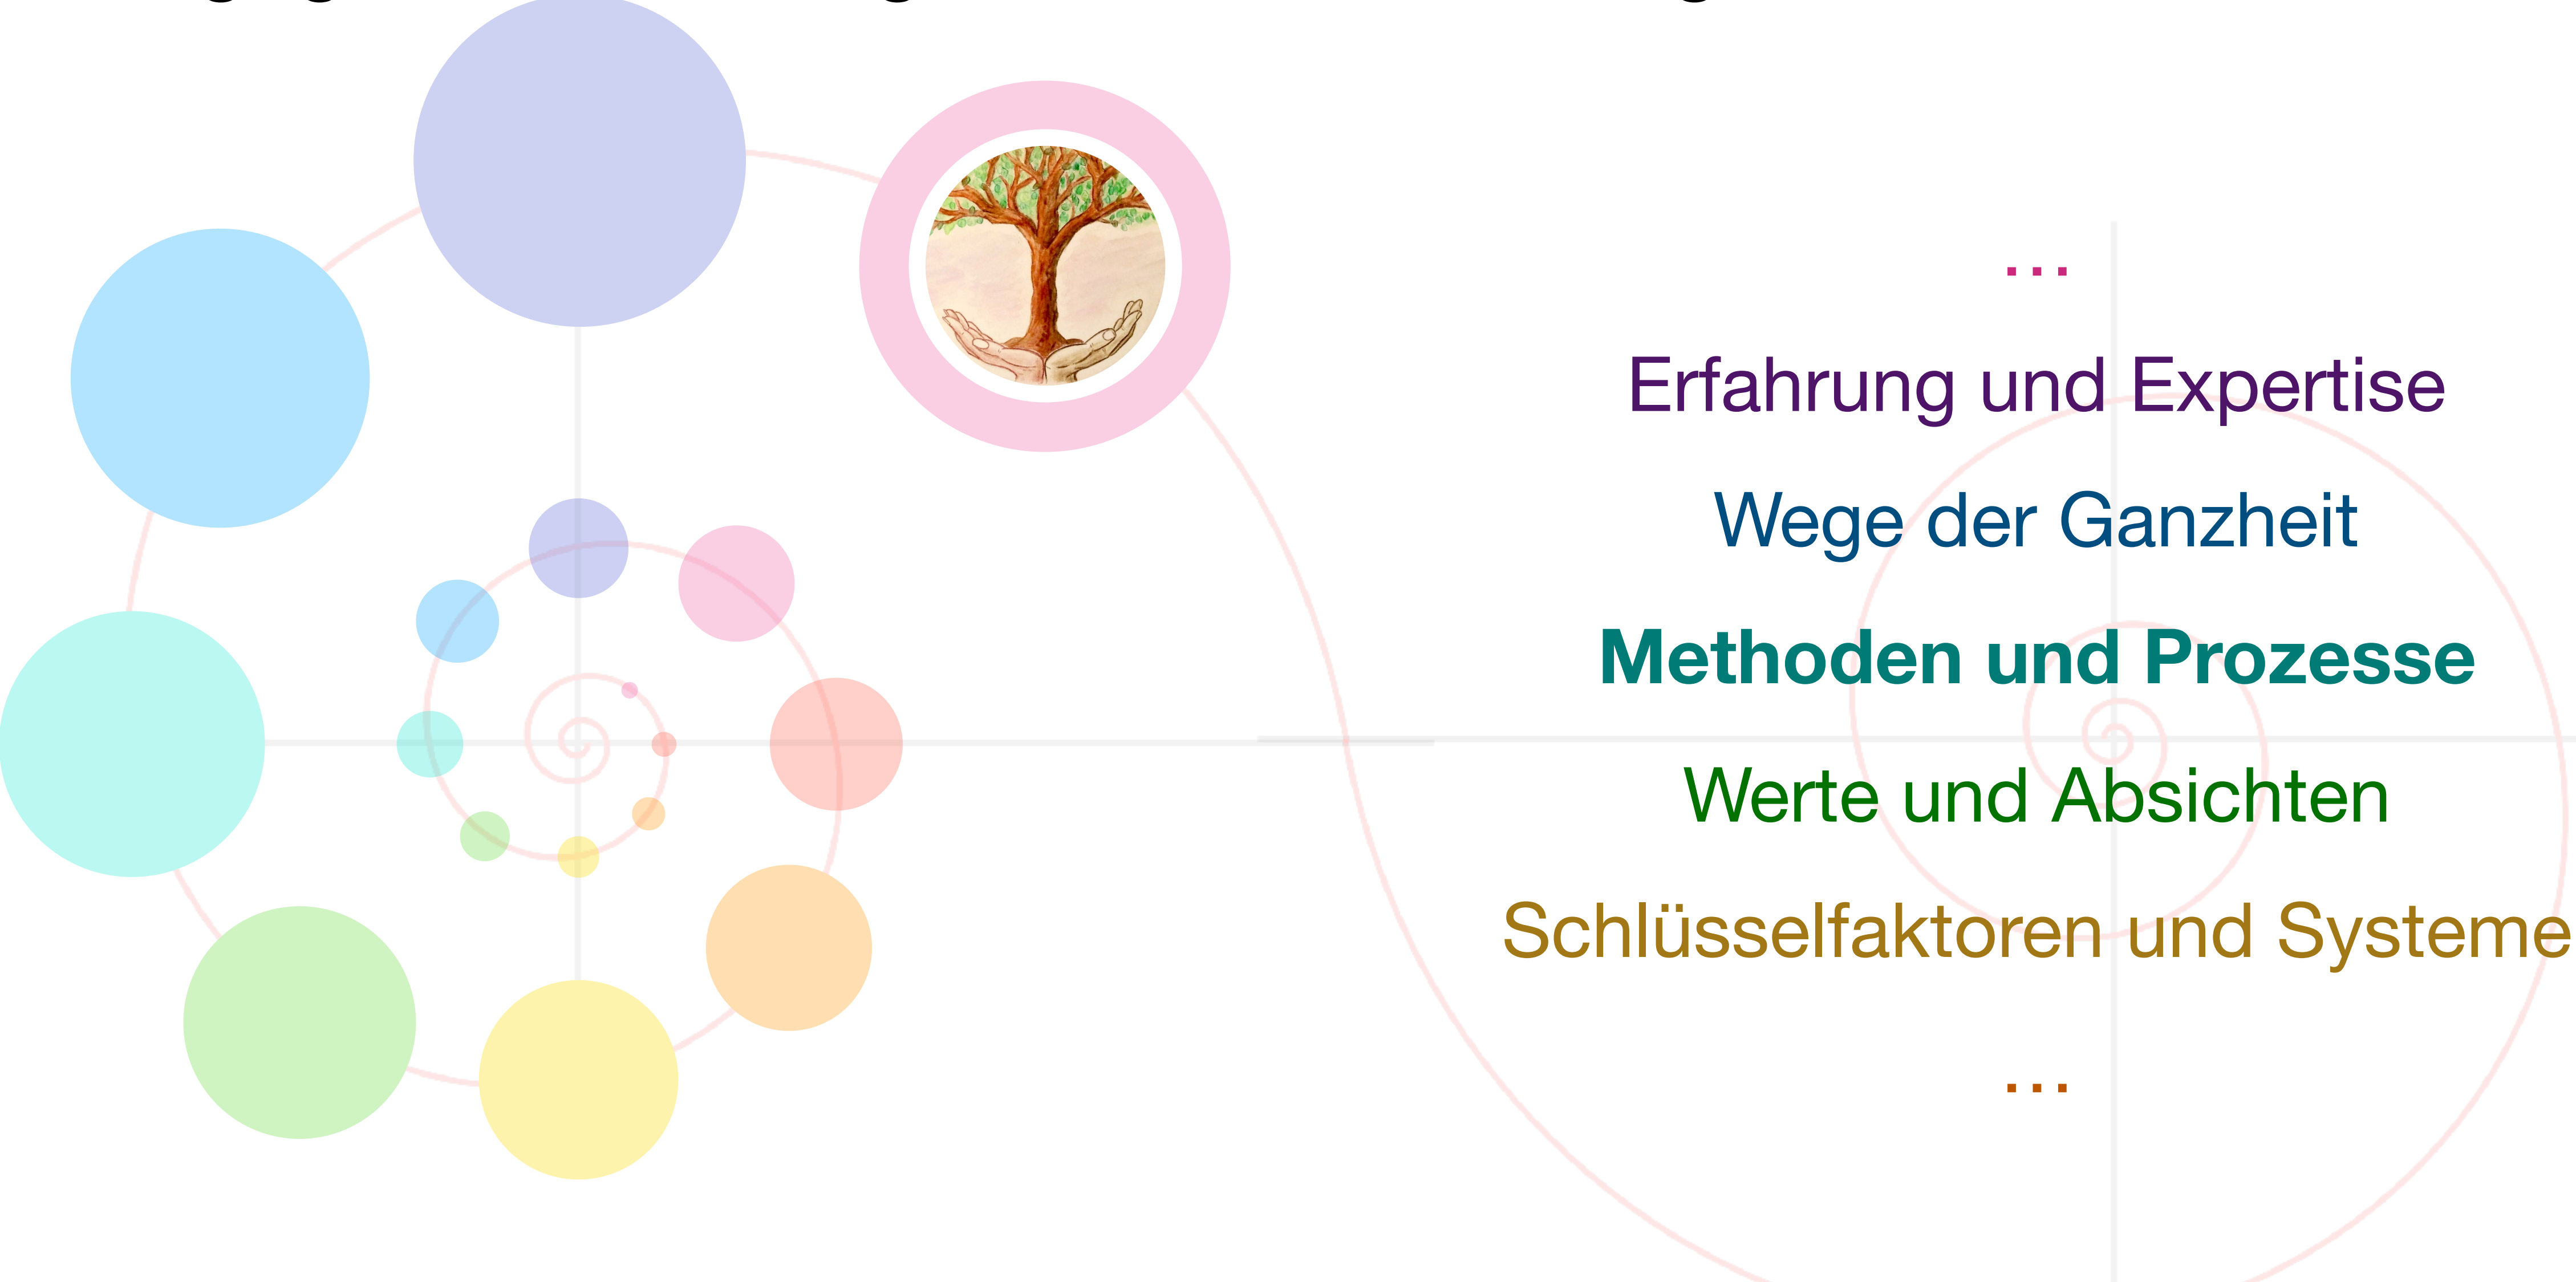 ...
Erfahrung und Expertise
Wege der Ganzheit
Methoden und Prozesse
Werte und Absichten
Schlüsselfaktoren und Systeme
...